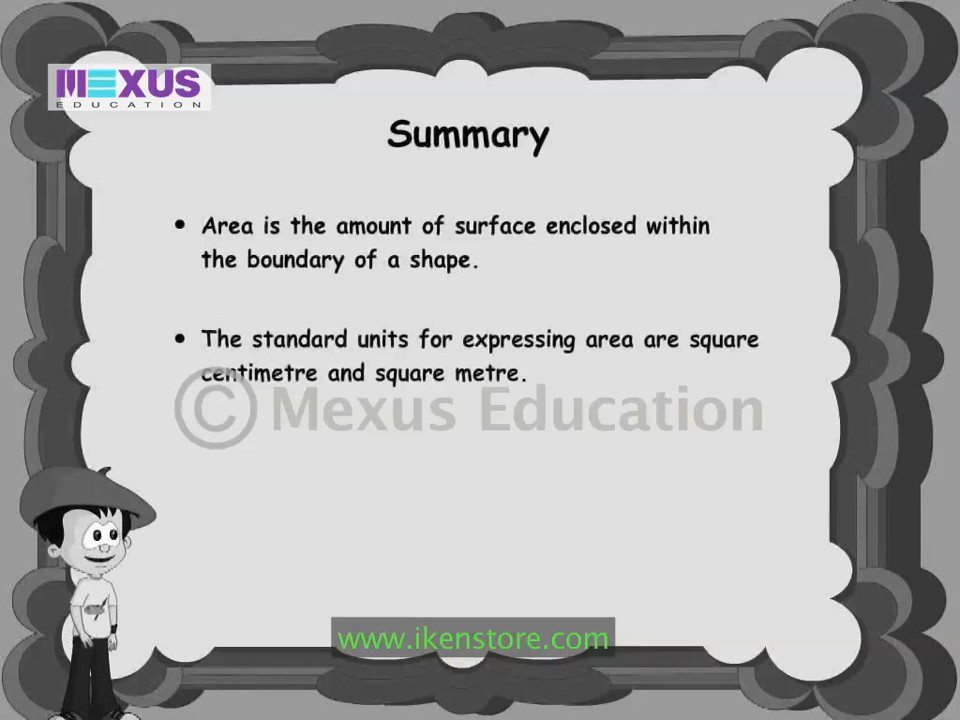 MEXUS
EDUCATION
Summary
• Area is the amount of surface enclosed within
the boundary of a shape.
• The standard units for expressing area are square
centimetre and square metre.
© Mexus Education
www.ikenstore.com